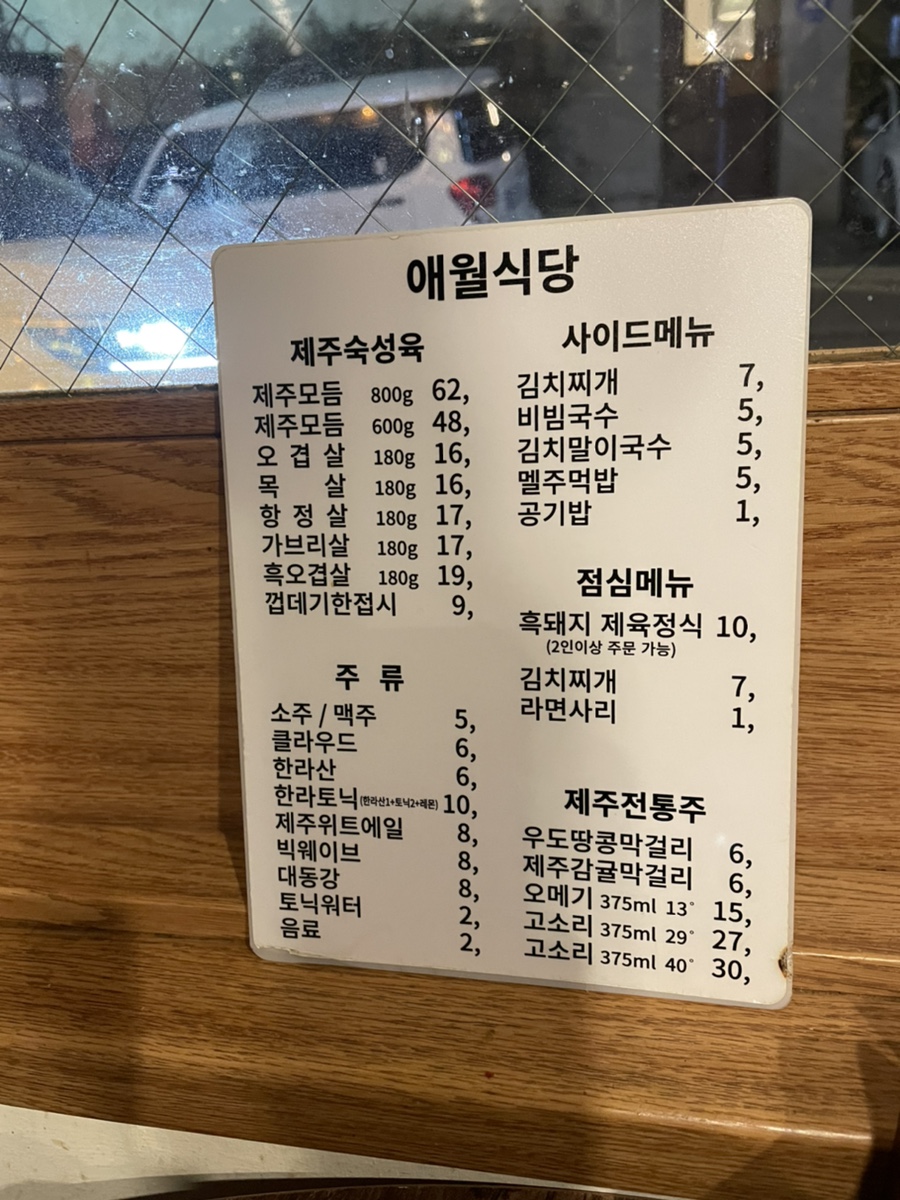 애월식당
제주숙성육
제주모듬 800g 62,
제주모듬 600g 48,
오 겹 살 180g 16,
목 살 180g 16,
항 정 살 180g 17,
가브리살 180g 17,
흑오겹살 180g 19,
껍데기한접시 9,
주 류
소주 / 맥주 5,
클라우드 6,
한라산 6,
한라토닉(한라산1+토닉2+레몬) 10,
제주위트에일 8,
빅웨이브 8,
대동강 8,
토닉워터 2,
음료 2,
사이드메뉴
김치찌개 7,
비빔국수 5,
김치말이국수 5,
멜주먹밥 5,
공기밥 1,
점심메뉴
흑돼지 제육정식 10,
(2인이상 주문 가능)
김치찌개 7,
라면사리 1,
제주전통주
우도땅콩막걸리 6,
제주감귤막걸리 6,
오메기 375ml 13° 15,
고소리 375ml 29° 27,
고소리 375ml 40° 30,